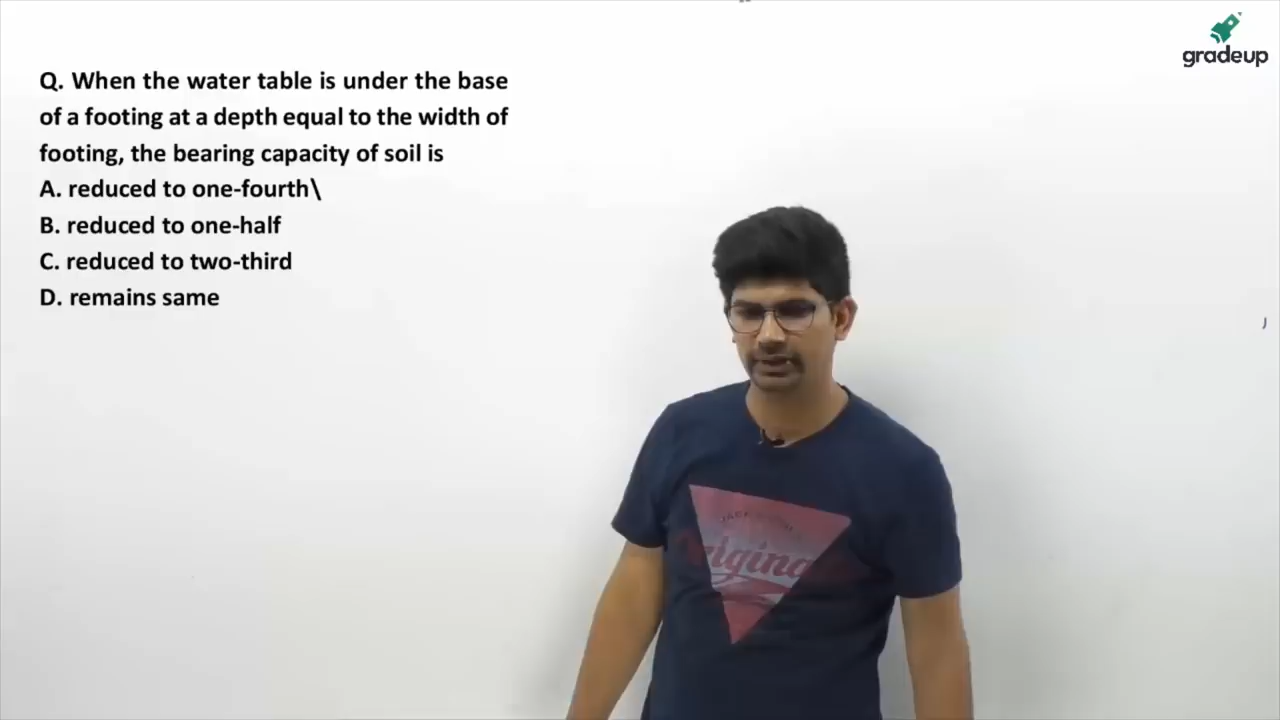 gradeup
Q. When the water table is under the base
of a footing at a depth equal to the width of
footing, the bearing capacity of soil is
A. reduced to one-fourth\
B. reduced to one-half
C. reduced to two-third
D. remains same
Original